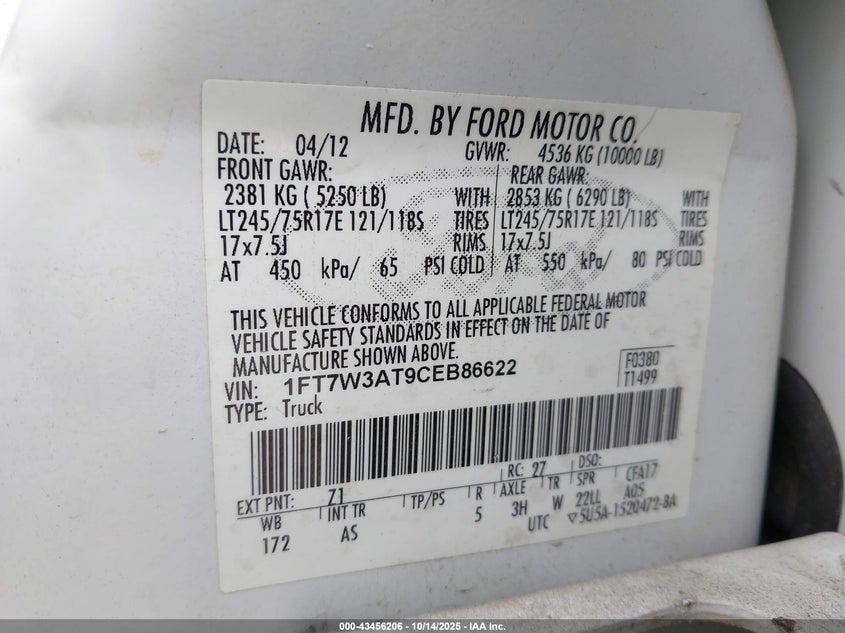 MFD. BY FORD MOTOR CO.
DATE: 04/12 GVWR: 4536 KG (10000 LB)
FRONT GAWR: REAR GAWR:
2381 KG ( 5250 LB) WITH 2853 KG ( 6290 LB) WITH
LT245/75R17E 121/118S TIRES LT245/75R17E 121/118S TIRES
17x7.5J RIMS 17x7.5J RIMS
AT 450 kPa/ 65 PSI COLD AT 550 kPa/ 80 PSI COLD
THIS VEHICLE CONFORMS TO ALL APPLICABLE FEDERAL MOTOR
VEHICLE SAFETY STANDARDS IN EFFECT ON THE DATE OF
MANUFACTURE SHOWN ABOVE.
VIN: 1FT7W3AT9CEB86622 F0380
TYPE: Truck T1499
EXT PNT: Z1 RC: 27 DSO:
WB INT TR TP/PS R AXLE TR SPR CFA17
172 AS 5 3H W 22LL A05
UTC ▽5U5A-1520472-BA
000-43456206 - 10/14/2025 - IAA Inc.